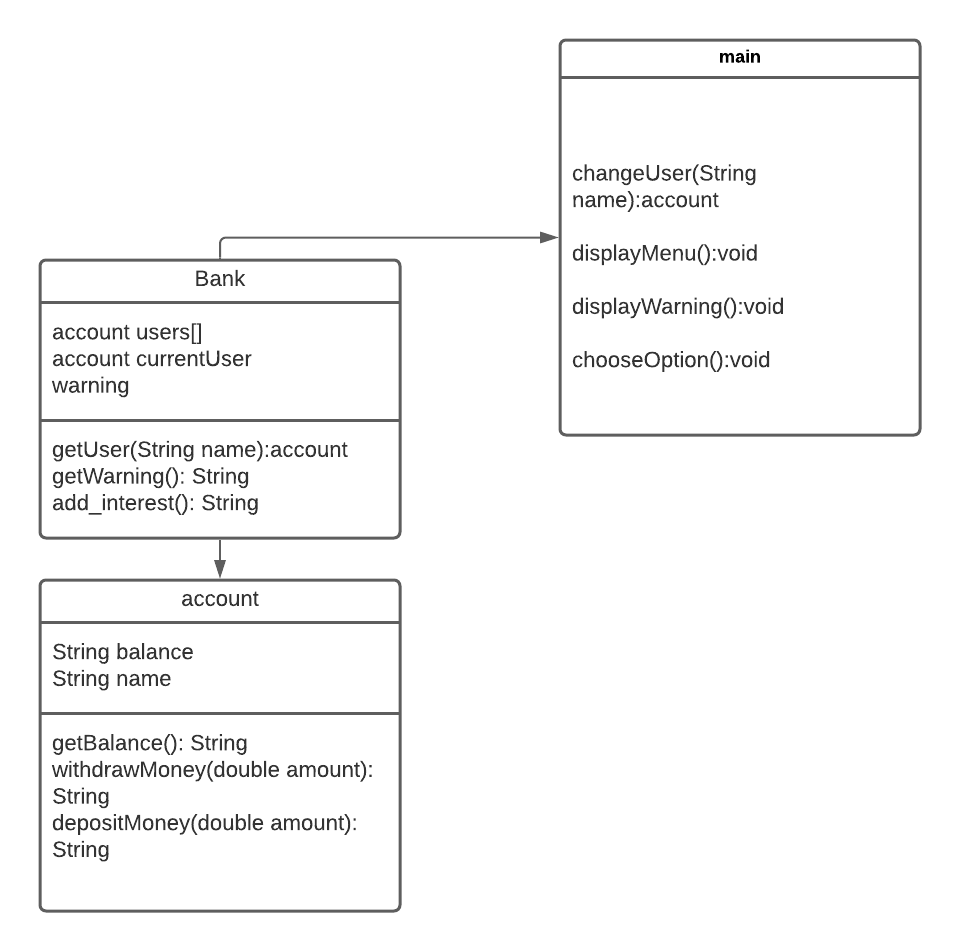 main
changeUser(String
name):account
displayMenu():void
displayWarning():void
chooseOption():void
Bank
account users[]
account currentUser
warning
getUser(String name):account
getWarning(): String
add_interest(): String
account
String balance
String name
getBalance(): String
withdrawMoney(double amount):
String
depositMoney(double amount):
String